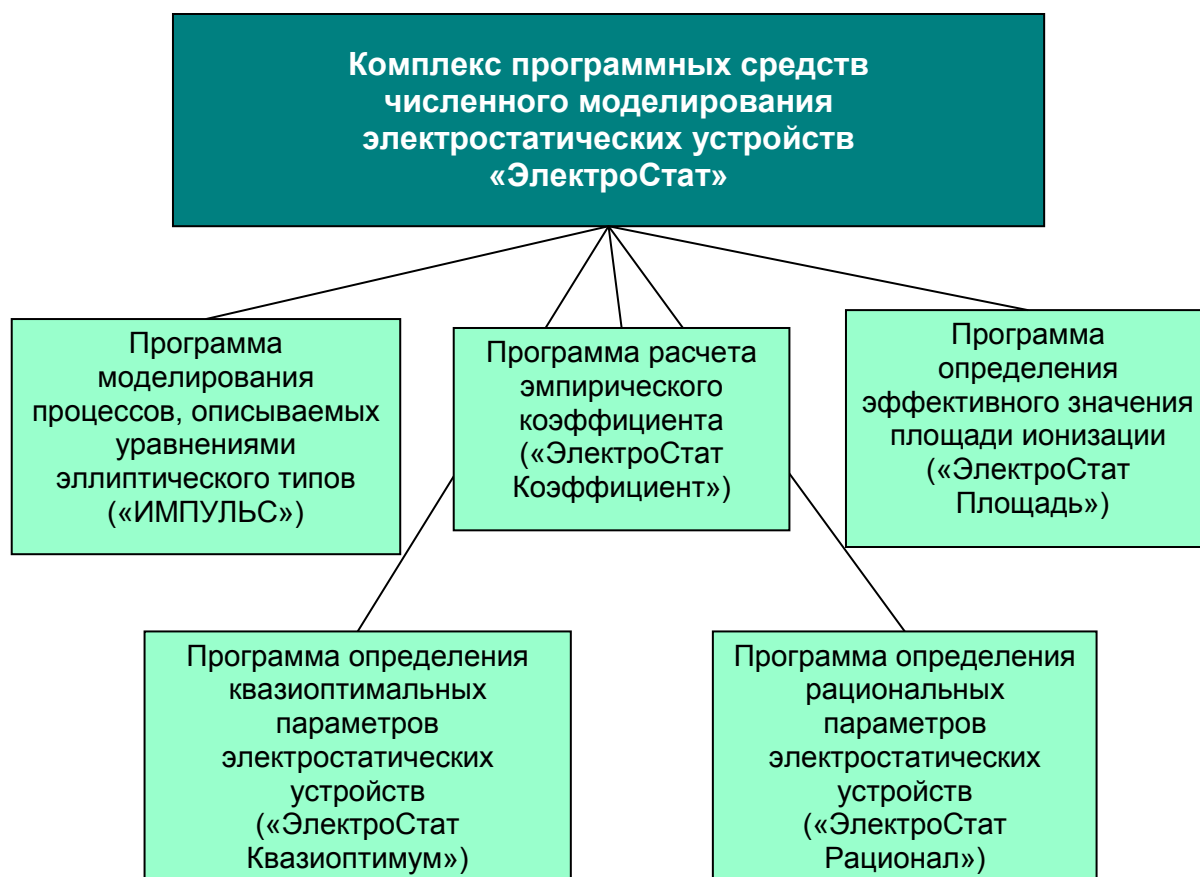 Комплекс программных средств
численного моделирования
электростатических устройств
«ЭлектроСтат»
Программа
моделирования
процессов, описываемых
уравнениями
эллиптического типов
(«ИМПУЛЬС»)
Программа расчета
эмпирического
коэффициента
(«ЭлектроСтат
Коэффициент»)
Программа
определения
эффективного значения
площади ионизации
(«ЭлектроСтат
Площадь»)
Программа определения
квазиоптимальных
параметров
электростатических
устройств
(«ЭлектроСтат
Квазиоптимум»)
Программа определения
рациональных
параметров
электростатических
устройств
(«ЭлектроСтат
Рационал»)